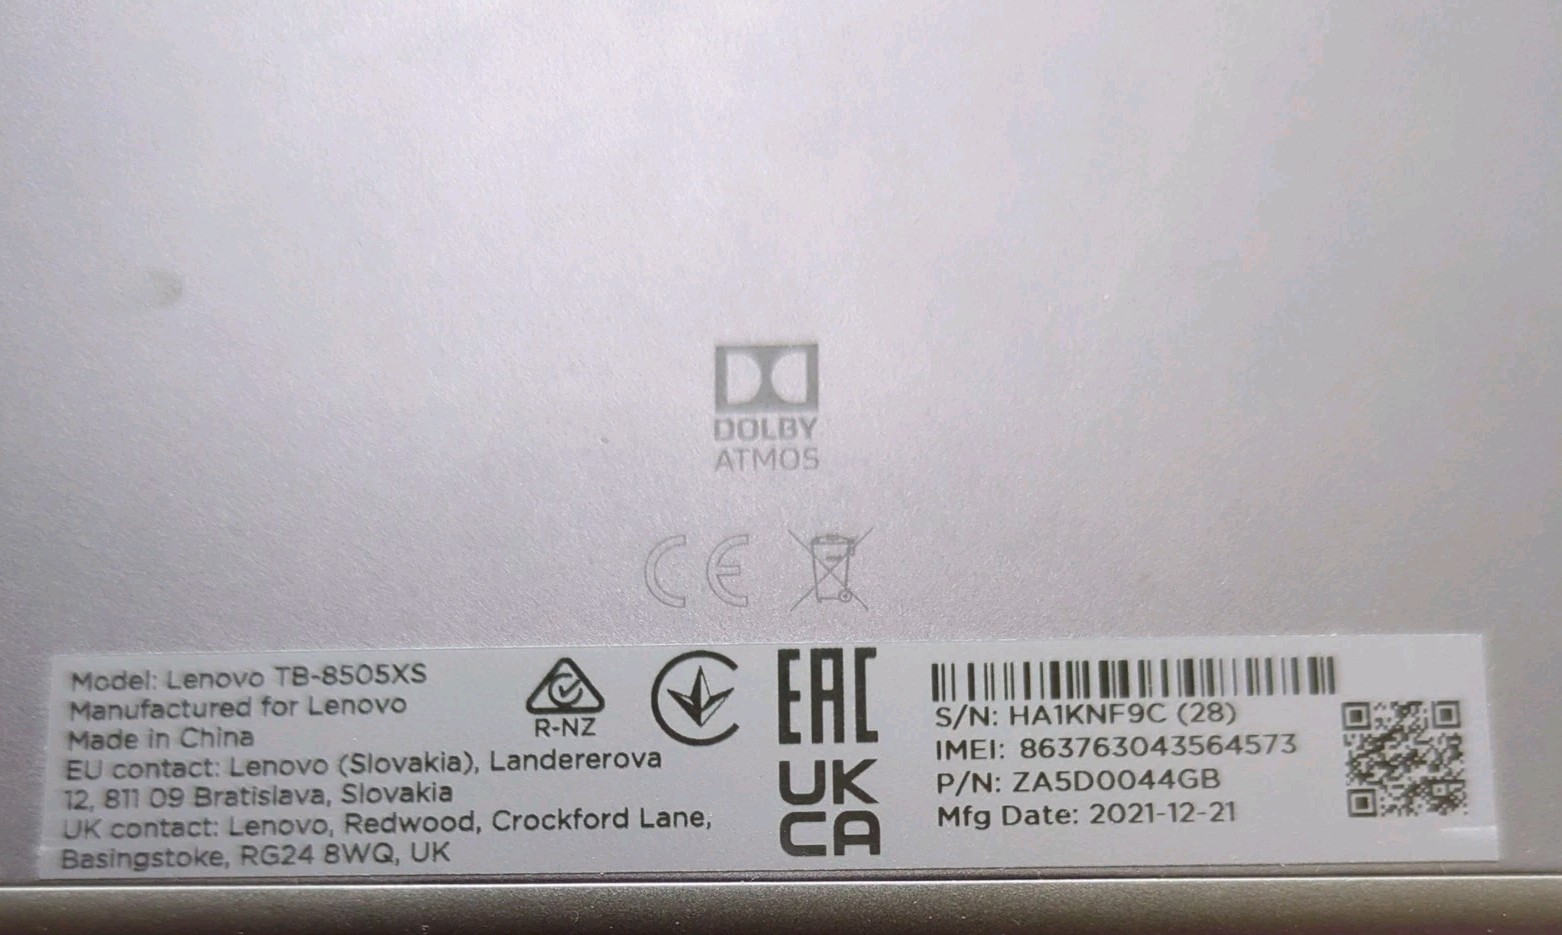 DOLBY
ATMOS
CE
Model: Lenovo TB-8505XS
Manufactured for Lenovo
Made in China
EU contact: Lenovo (Slovakia), Landererova
12, 811 09 Bratislava, Slovakia
UK contact: Lenovo, Redwood, Crockford Lane,
Basingstoke, RG24 8WQ, UK
R-NZ
EAC
UK
CA
S/N: HA1KNF9C (28)
IMEI: 863763043564573
P/N: ZA5D0044GB
Mfg Date: 2021-12-21